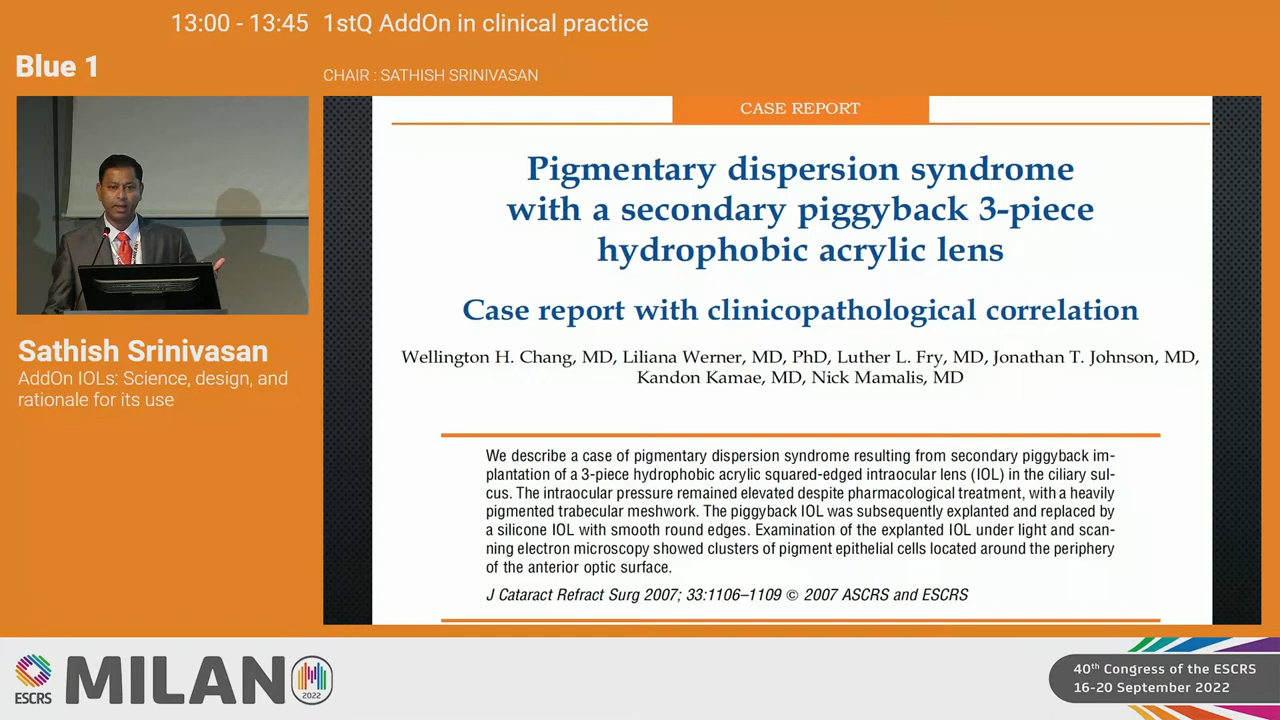 13:00 - 13:45 1stQ AddOn in clinical practice
Blue 1
CHAIR : SATHISH SRINIVASAN
CASE REPORT
Pigmentary dispersion syndrome
with a secondary piggyback 3-piece
hydrophobic acrylic lens
Case report with clinicopathological correlation
Wellington H. Chang, MD, Liliana Werner, MD, PhD, Luther L. Fry, MD, Jonathan T. Johnson, MD,
Kandon Kamae, MD, Nick Mamalis, MD
We describe a case of pigmentary dispersion syndrome resulting from secondary piggyback im-
plantation of a 3-piece hydrophobic acrylic squared-edged intraocular lens (IOL) in the ciliary sul-
cus. The intraocular pressure remained elevated despite pharmacological treatment, with a heavily
pigmented trabecular meshwork. The piggyback IOL was subsequently explanted and replaced by
a silicone IOL with smooth round edges. Examination of the explanted IOL under light and scan-
ning electron microscopy showed clusters of pigment epithelial cells located around the periphery
of the anterior optic surface.
J Cataract Refract Surg 2007; 33:1106–1109 © 2007 ASCRS and ESCRS
Sathish Srinivasan
AddOn IOLs: Science, design, and
rationale for its use
ESCRS
MILANO
2022
40th Congress of the ESCRS
16-20 September 2022